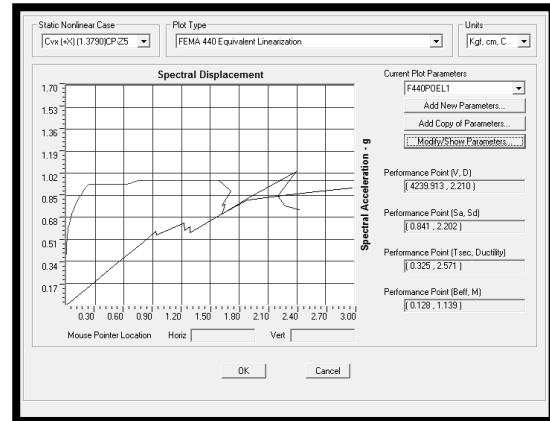 Static Nonlinear Case
Cvx (+X) (1.3790)CP-Z5
Plot Type
FEMA 440 Equivalent Linearization
Units
Kgf, cm, C
Spectral Displacement
1.70
1.53
1.36
1.19
1.02
0.85
0.68
0.51
0.34
0.17
0.30 0.60 0.90 1.20 1.50 1.80 2.10 2.40 2.70 3.00
Spectral Acceleration - g
Mouse Pointer Location Horiz Vert
Current Plot Parameters
F440POEL1
Add New Parameters...
Add Copy of Parameters...
Modify/Show Parameters...
Performance Point (V, D)
( 4239.913 , 2.210 )
Performance Point (Sa, Sd)
( 0.841 , 2.202 )
Performance Point (Tsec, Ductility)
( 0.325 , 2.571 )
Performance Point (Beff, M)
( 0.128 , 1.139 )
OK Cancel